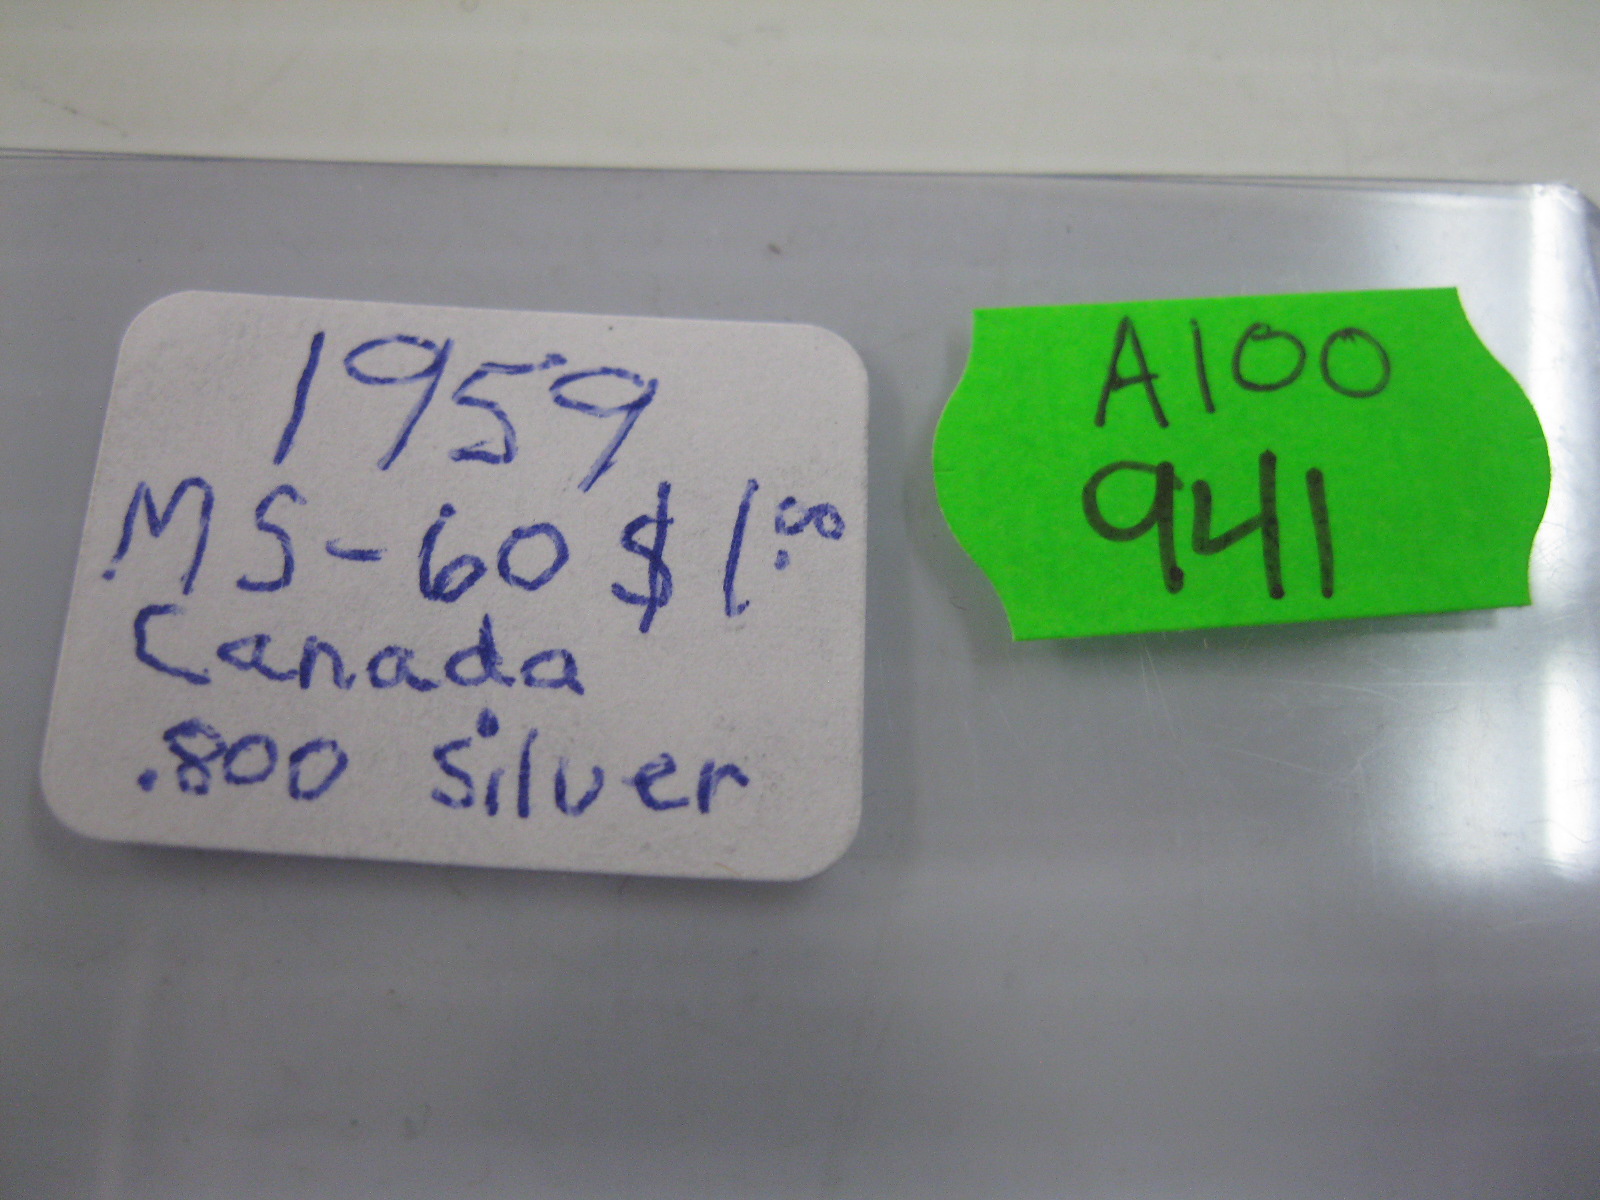 1959
MS-60 $1.00
Canada
.800 silver
A100
941